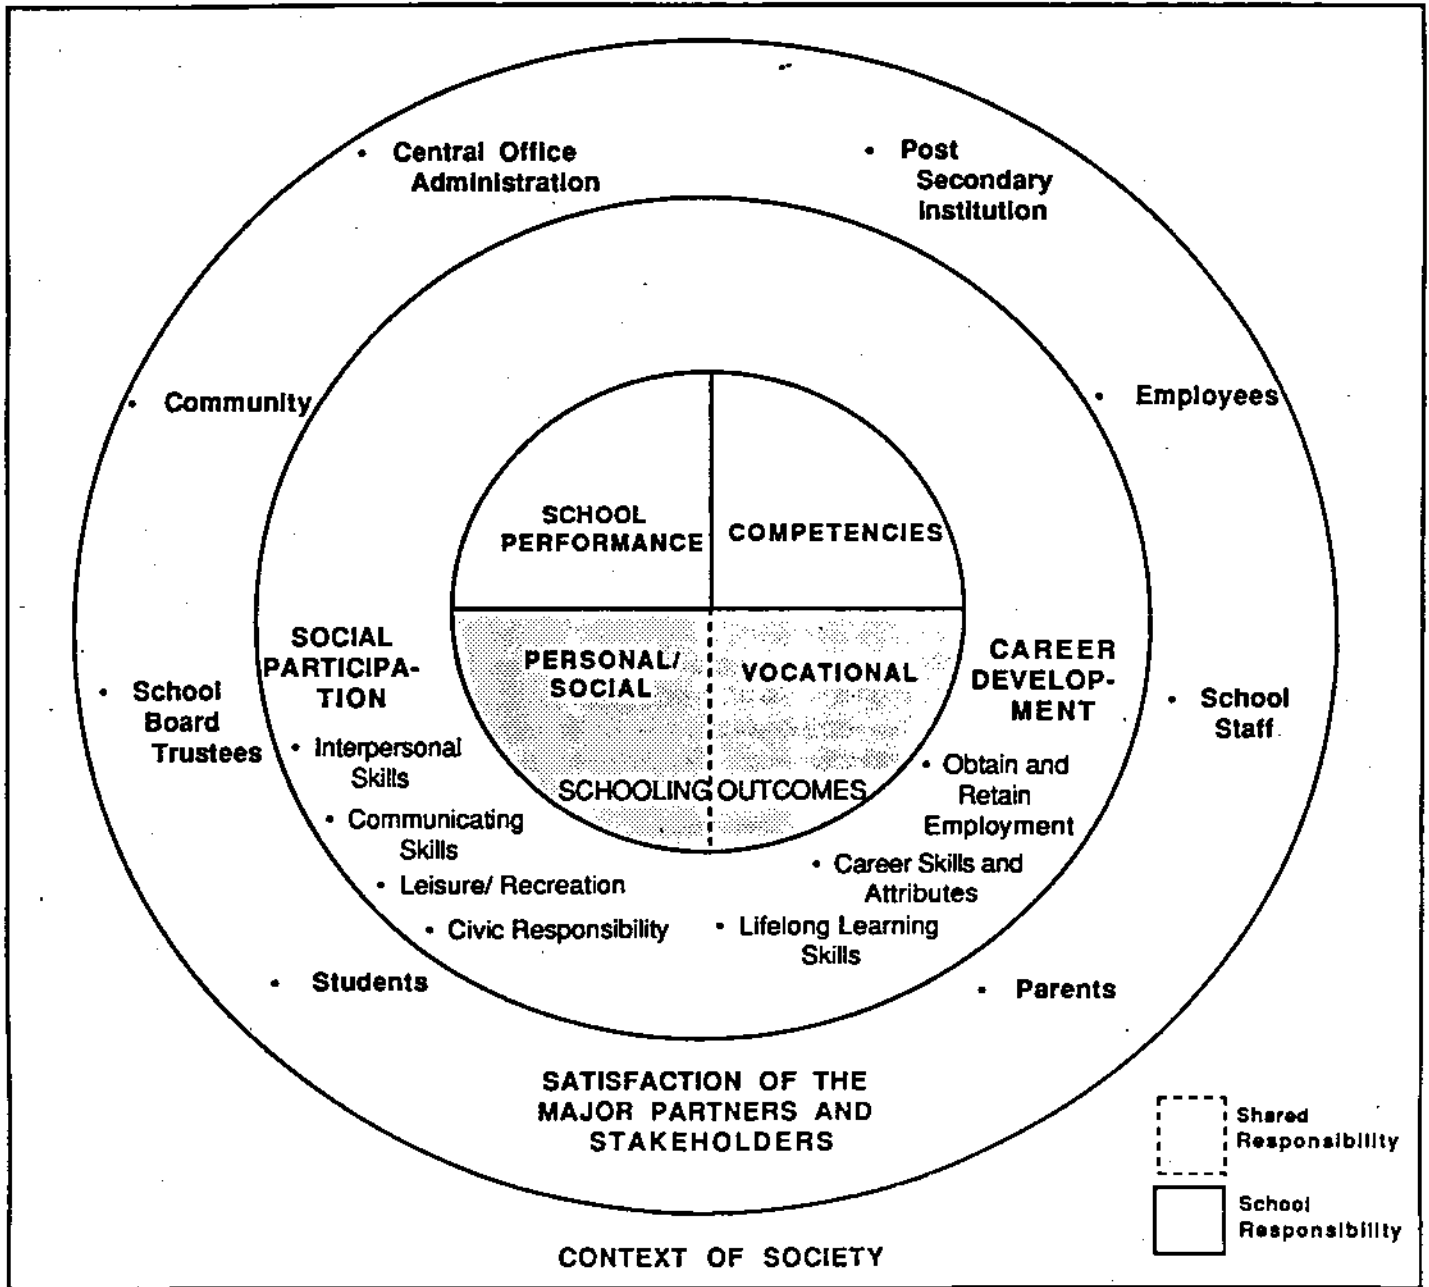 • Central Office
Administration
• Post
Secondary
Institution
• Community
• Employees
SCHOOL
PERFORMANCE
COMPETENCIES
SOCIAL
PARTICIPA-
TION
PERSONAL/
SOCIAL
VOCATIONAL
CAREER
DEVELOP-
MENT
• School
Board
Trustees
• School
Staff
• Interpersonal
Skills
• Communicating
Skills
• Leisure/ Recreation
• Civic Responsibility
SCHOOLING OUTCOMES
• Obtain and
Retain
Employment
• Career Skills and
Attributes
• Lifelong Learning
Skills
• Students
• Parents
SATISFACTION OF THE
MAJOR PARTNERS AND
STAKEHOLDERS
Shared
Responsibility
School
Responsibility
CONTEXT OF SOCIETY